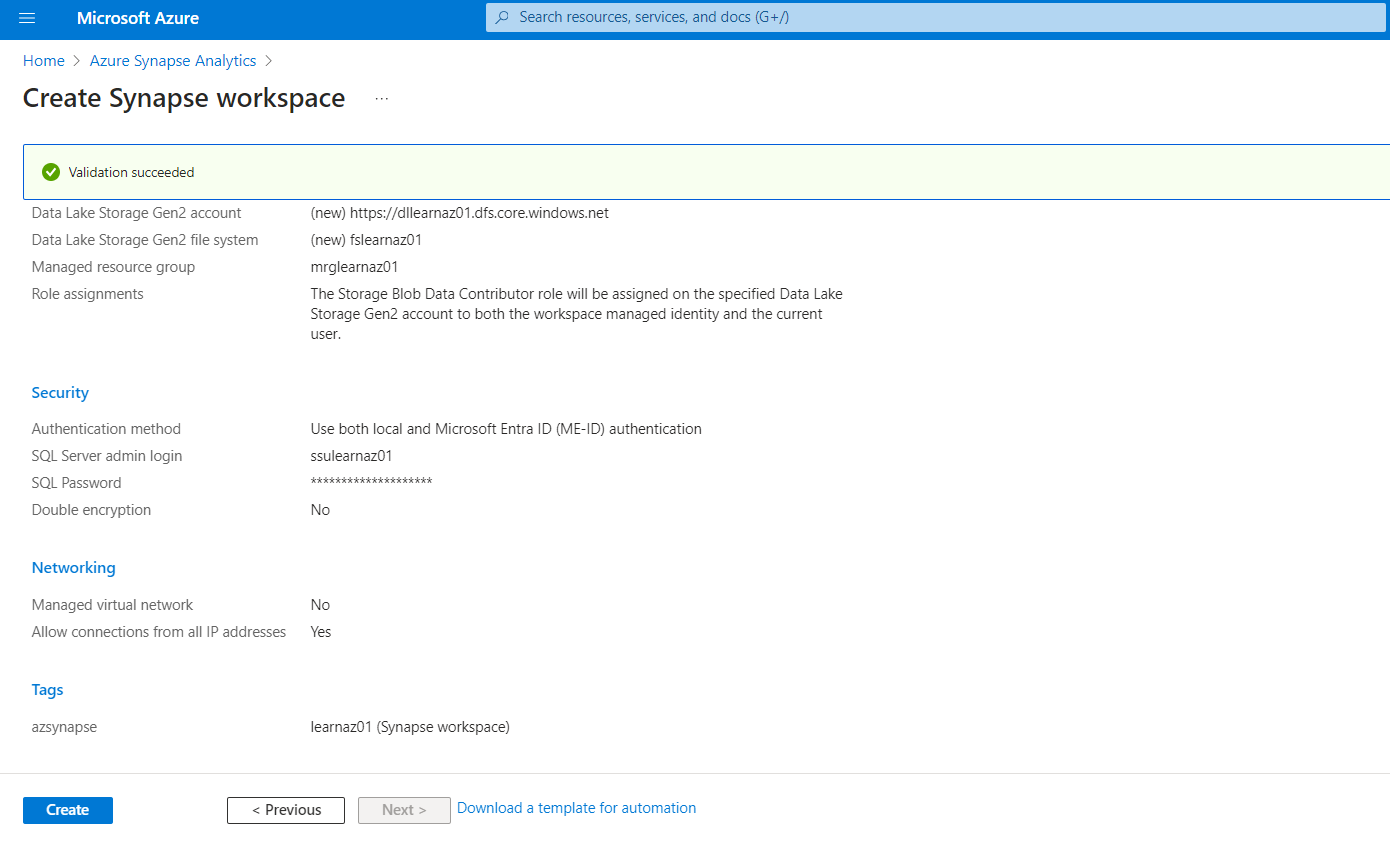 Microsoft Azure
Search resources, services, and docs (G+/)
Home > Azure Synapse Analytics >
Create Synapse workspace ...
Validation succeeded
Data Lake Storage Gen2 account (new) https://dllearnaz01.dfs.core.windows.net
Data Lake Storage Gen2 file system (new) fslearnaz01
Managed resource group mrglearnaz01
Role assignments The Storage Blob Data Contributor role will be assigned on the specified Data Lake
Storage Gen2 account to both the workspace managed identity and the current
user.
Security
Authentication method Use both local and Microsoft Entra ID (ME-ID) authentication
SQL Server admin login ssulearnaz01
SQL Password ********************
Double encryption No
Networking
Managed virtual network No
Allow connections from all IP addresses Yes
Tags
azsynapse learnaz01 (Synapse workspace)
Create < Previous Next > Download a template for automation